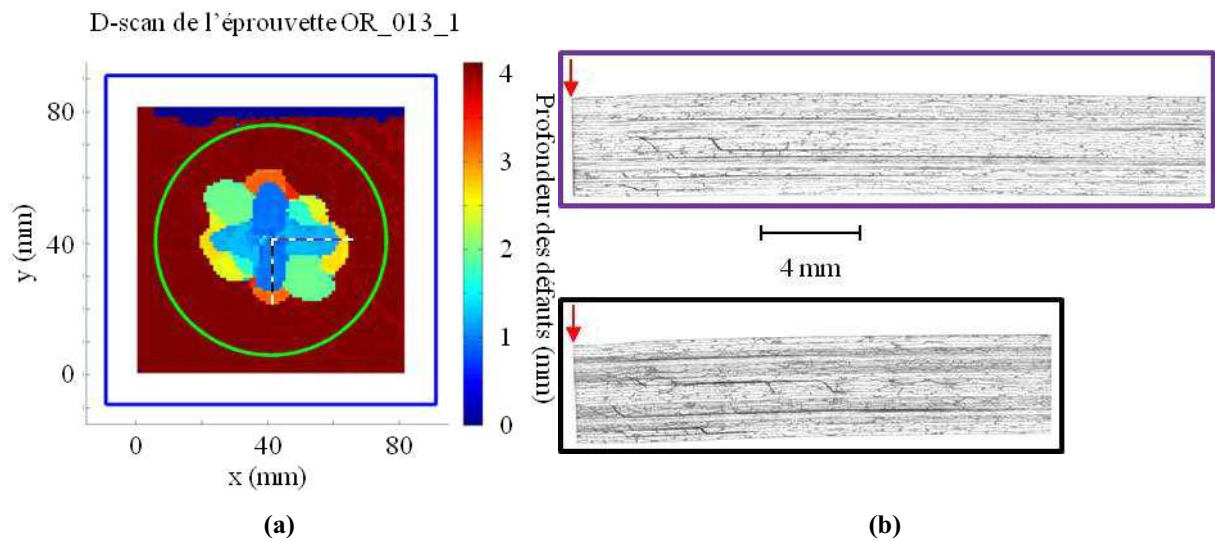 D-scan de l'éprouvette OR_013_1
80
40
0
y (mm)
0
40
80
x (mm)
4
3
2
1
0
Profondeur des défauts (mm)
4 mm
(a)
(b)